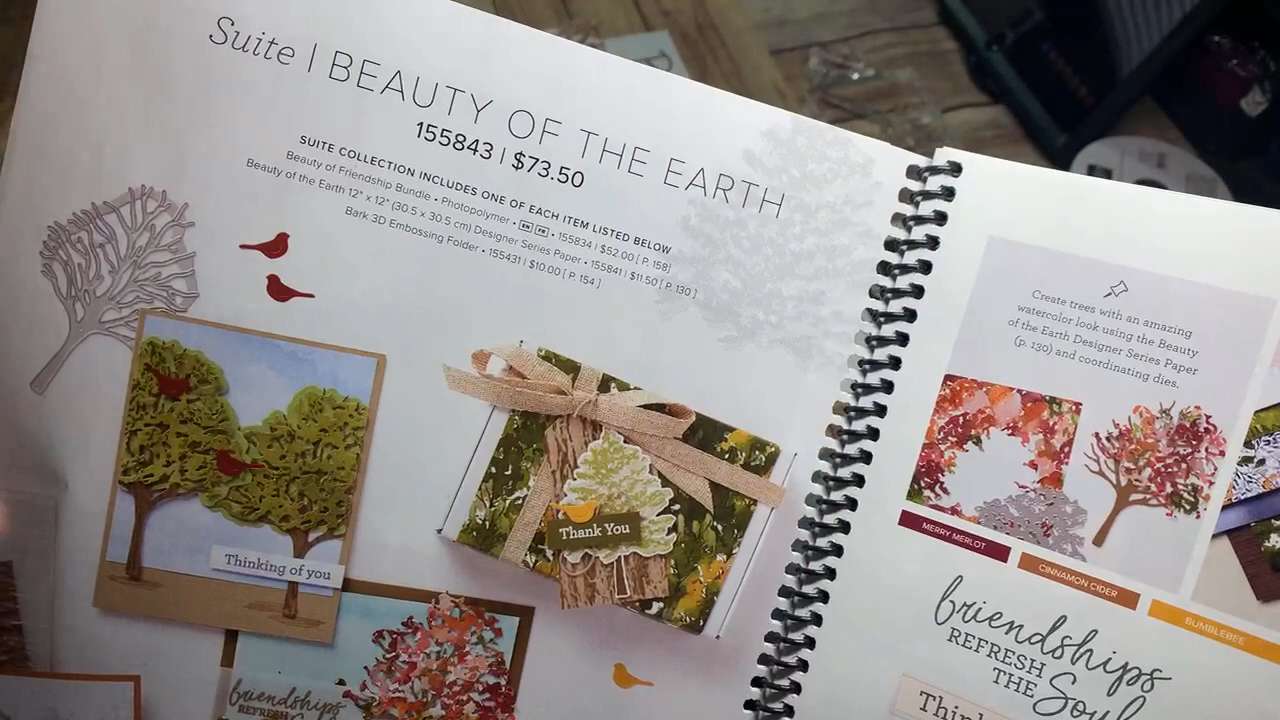 Suite | BEAUTY OF THE EARTH
155843 | $73.50
SUITE COLLECTION INCLUDES ONE OF EACH ITEM LISTED BELOW
Beauty of Friendship Bundle • Photopolymer • EN FR • 155834 | $52.00 [ P. 158]
Beauty of the Earth 12" x 12" (30.5 x 30.5 cm) Designer Series Paper • 155841 | $11.50 [ P. 130 ]
Bark 3D Embossing Folder • 155431 | $10.00 [ P. 154 ]
Thinking of you
Thank You
friendships
REFRESH
Create trees with an amazing
watercolor look using the Beauty
of the Earth Designer Series Paper
(p. 130) and coordinating dies.
MERRY MERLOT
CINNAMON CIDER
BUMBLEBEE
friendships
REFRESH
THE Soul